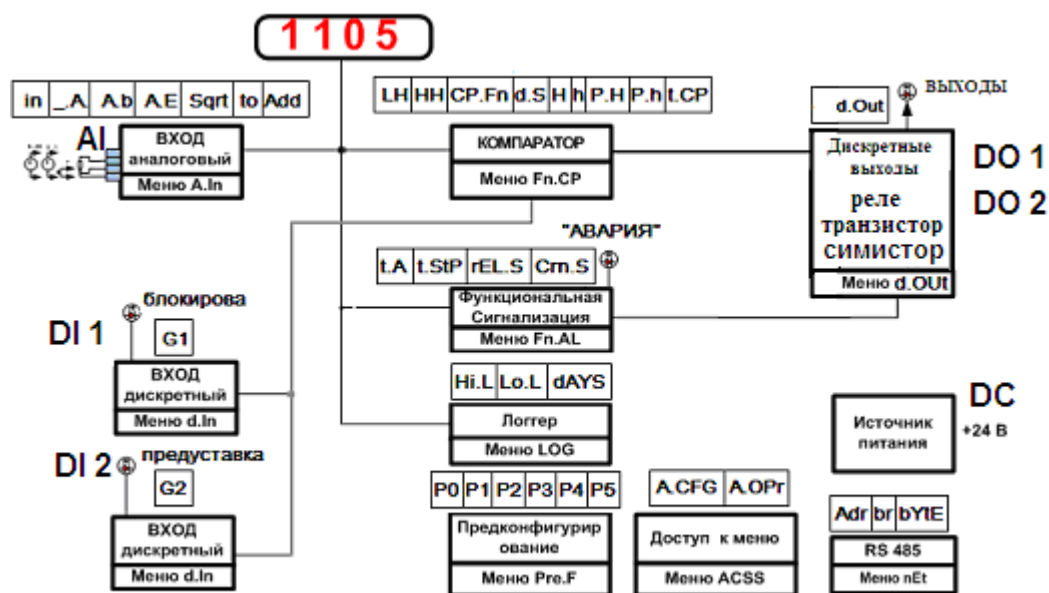 1105
in _.A A.b A.E Sqrt to Add
LH HH CP.Fn d.S H h P.H P.h t.CP
d.Out
ВЫХОДЫ
AI
ВХОД
аналоговый
Меню A.In
КОМПАРАТОР
Меню Fn.CP
Дискретные
выходы
реле
транзистор
симистор
Меню d.OUt
DO 1
DO 2
"АВАРИЯ"
t.A t.StP rEL.S Crn.S
Функциональная
Сигнализация
Меню Fn.AL
блокирова
DI 1
G1
ВХОД
дискретный
Меню d.In
Hi.L Lo.L dAYS
Логгер
Меню LOG
DC
Источник
питания
+24 В
предуставка
DI 2
G2
ВХОД
дискретный
Меню d.In
P0 P1 P2 P3 P4 P5
Предконфигурир
ование
Меню Pre.F
A.CFG A.OPr
Доступ к меню
Меню ACSS
Adr br bYtE
RS 485
Меню nEt